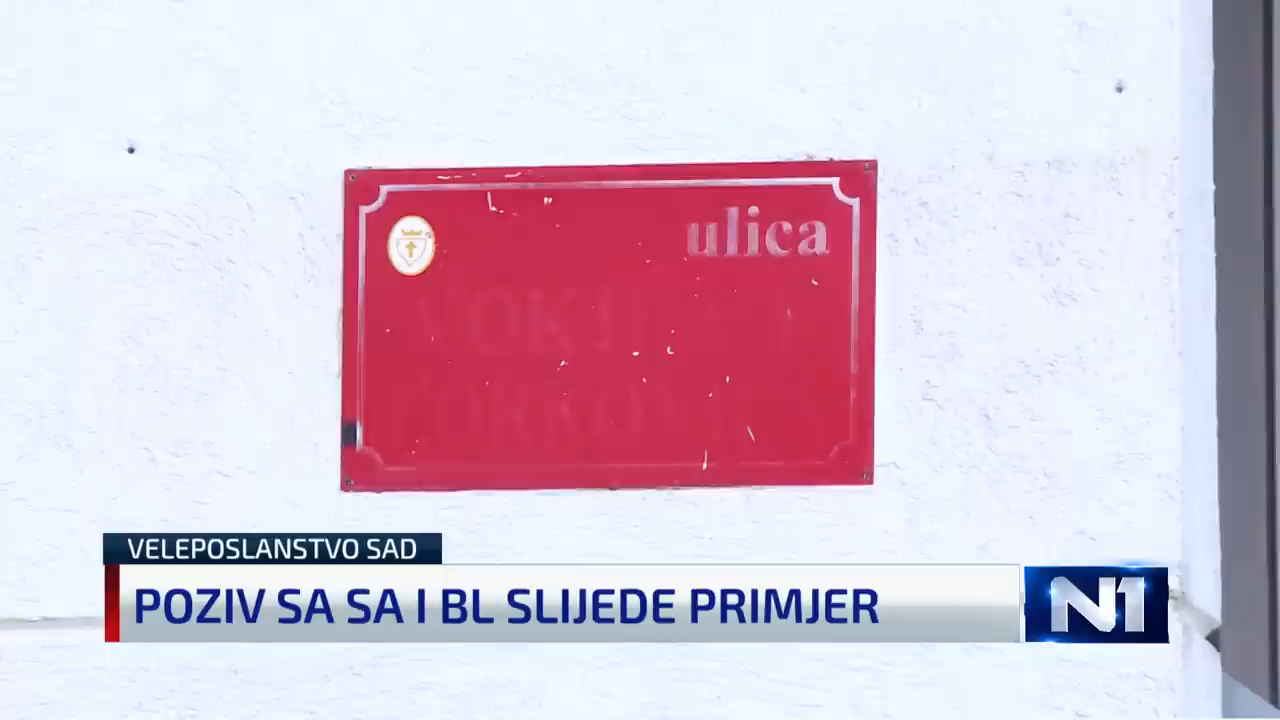 ulica
VELEPOSLANSTVO SAD
POZIV SA SA I BL SLIJEDE PRIMJER
N1